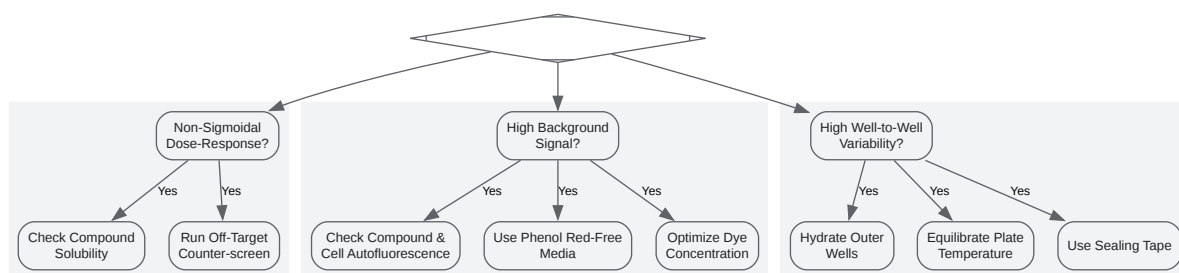 Non-Sigmoidal
Dose-Response?
High Background
Signal?
High Well-to-Well
Variability?
Yes
Yes
Yes
Yes
Yes
Yes
Yes
Yes
Check Compound
Solubility
Run Off-Target
Counter-screen
Check Compound &
Cell Autofluorescence
Use Phenol Red-Free
Media
Optimize Dye
Concentration
Hydrate Outer
Wells
Equilibrate Plate
Temperature
Use Sealing Tape